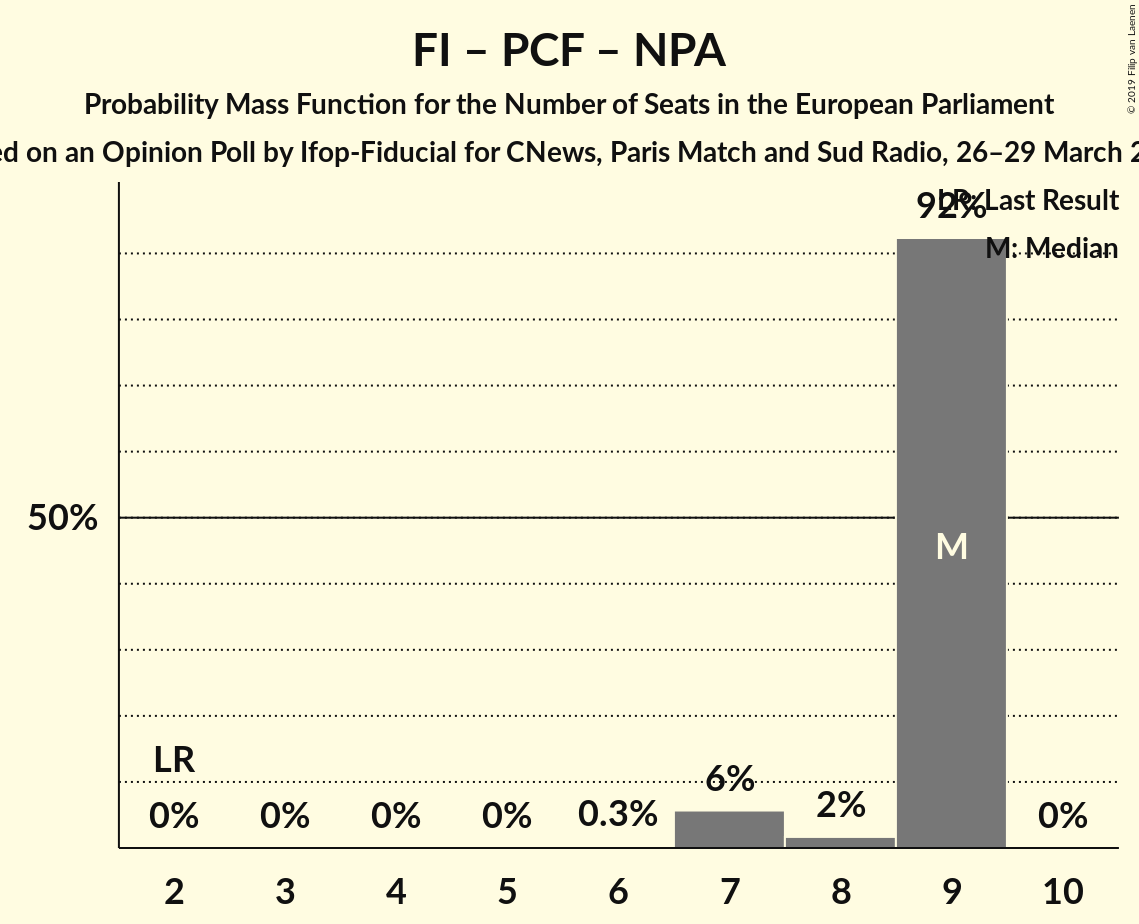 FI – PCF – NPA
Probability Mass Function for the Number of Seats in the European Parliament
on an Opinion Poll by Ifop-Fiducial for CNews, Paris Match and Sud Radio, 26–29 March
© 2019 Filip van Laenen
LR: Last Result
M: Median
92%
50%
M
LR
0% 0% 0% 0% 0.3% 6% 2% 0%
2 3 4 5 6 7 8 9 10